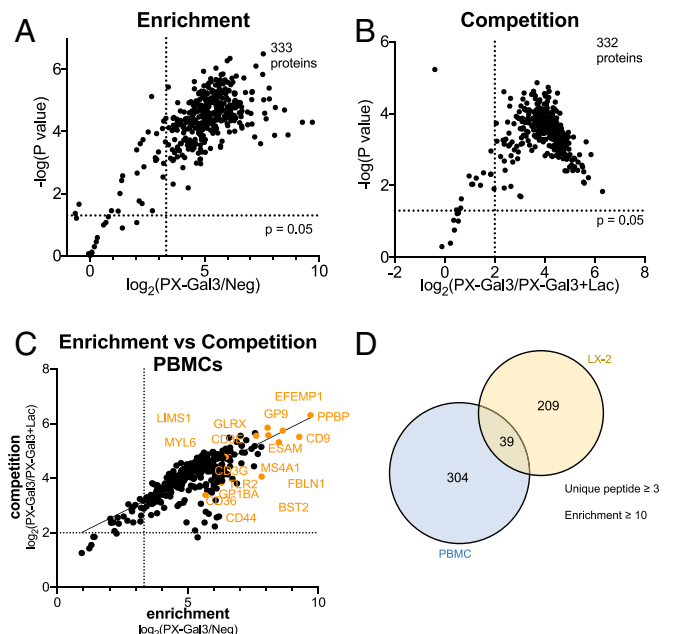 A
Enrichment
333
proteins
6
4
2
0
-log(P value)
p = 0.05
0
5
10
log2(PX-Gal3/Neg)
B
Competition
332
proteins
6
4
2
0
-log(P value)
p = 0.05
-2
0
2
4
6
8
log2(PX-Gal3/PX-Gal3+Lac)
C
Enrichment vs Competition
PBMCs
8
6
4
2
0
competition
log2(PX-Gal3/PX-Gal3+Lac)
EFEMP1
LIMS1
GLRX
GP9
PPBP
MYL6
CD9
ESAM
CD3G
MS4A1
TLR2
FBLN1
GP1BA
CD36
BST2
CD44
0
5
10
enrichment
log2(PX-Gal3/Neg)
D
LX-2
209
39
304
PBMC
Unique peptide ≥ 3
Enrichment ≥ 10